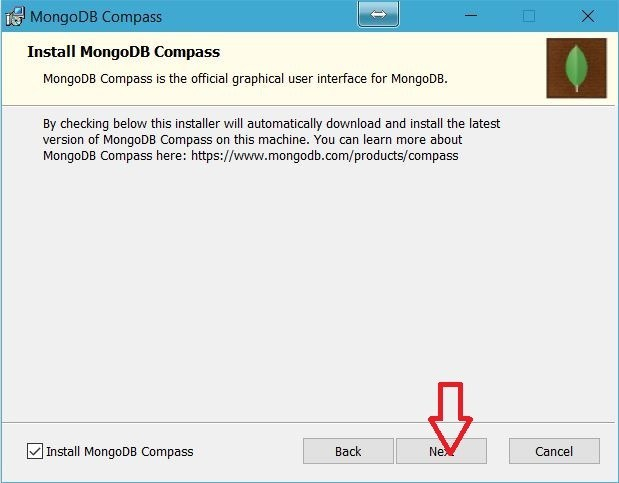 MongoDB Compass
Install MongoDB Compass
MongoDB Compass is the official graphical user interface for MongoDB.
By checking below this installer will automatically download and install the latest
version of MongoDB Compass on this machine. You can learn more about
MongoDB Compass here: https://www.mongodb.com/products/compass
Install MongoDB Compass
Back
Next
Cancel